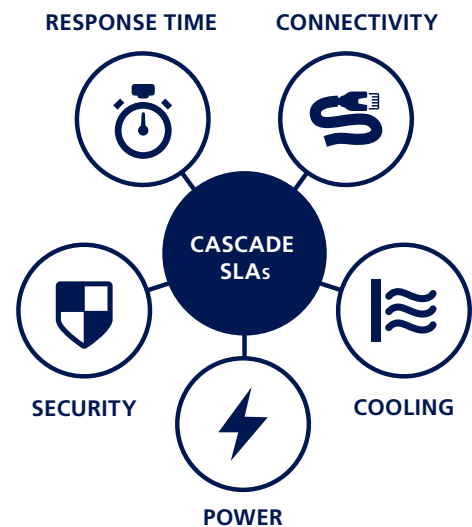 RESPONSE TIME
CONNECTIVITY
CASCADE
SLAs
SECURITY
COOLING
POWER